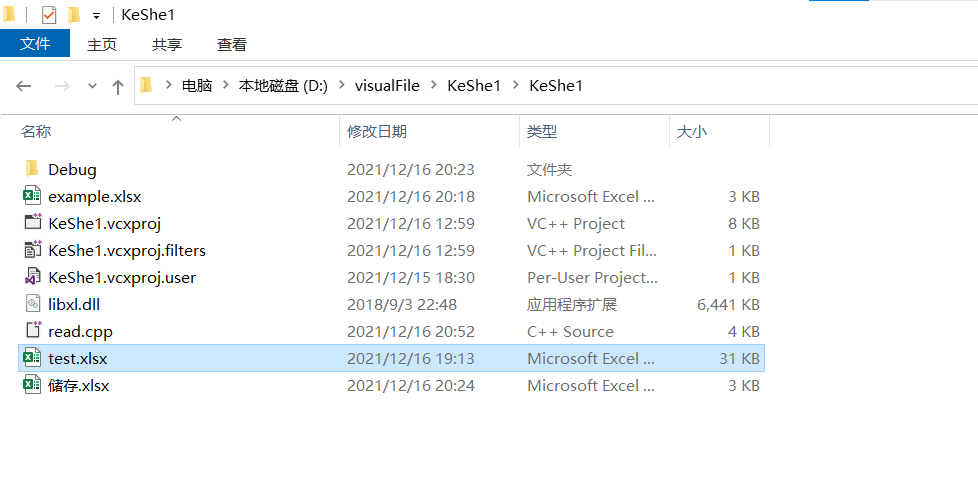 KeShe1
文件 主页 共享 查看
电脑 本地磁盘 (D:) visualFile KeShe1 KeShe1
名称 修改日期 类型 大小
Debug 2021/12/16 20:23 文件夹
example.xlsx 2021/12/16 20:18 Microsoft Excel ... 3 KB
KeShe1.vcxproj 2021/12/16 12:59 VC++ Project 8 KB
KeShe1.vcxproj.filters 2021/12/16 12:59 VC++ Project Fil... 1 KB
KeShe1.vcxproj.user 2021/12/15 18:30 Per-User Project... 1 KB
libxl.dll 2018/9/3 22:48 应用程序扩展 6,441 KB
read.cpp 2021/12/16 20:52 C++ Source 4 KB
test.xlsx 2021/12/16 19:13 Microsoft Excel ... 31 KB
储存.xlsx 2021/12/16 20:24 Microsoft Excel ... 3 KB